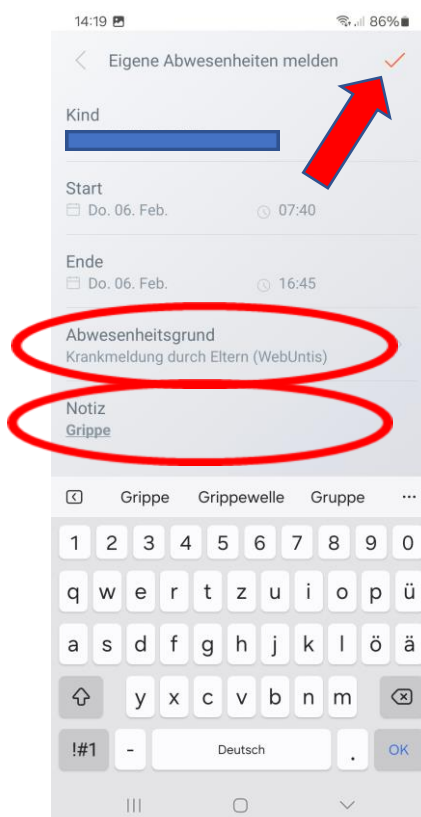 14:19 86%
Eigene Abwesenheiten melden
Kind
Start
Do. 06. Feb. 07:40
Ende
Do. 06. Feb. 16:45
Abwesenheitsgrund
Krankmeldung durch Eltern (WebUntis)
Notiz
Grippe
Grippe Grippewelle Gruppe ...
1 2 3 4 5 6 7 8 9 0
q w e r t z u i o p ü
a s d f g h j k l ö ä
y x c v b n m
!#1 - Deutsch . OK